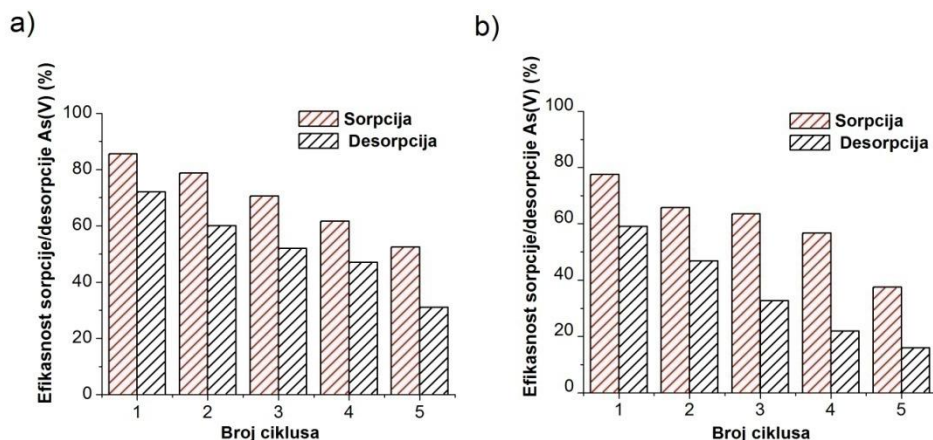 a)
Efikasnost sorpcije/desorpcije As(V) (%)
100
80
60
40
20
0
Sorpcija
Desorpcija
1 2 3 4 5
Broj ciklusa
b)
Efikasnost sorpcije/desorpcije As(V) (%)
100
80
60
40
20
0
Sorpcija
Desorpcija
1 2 3 4 5
Broj ciklusa